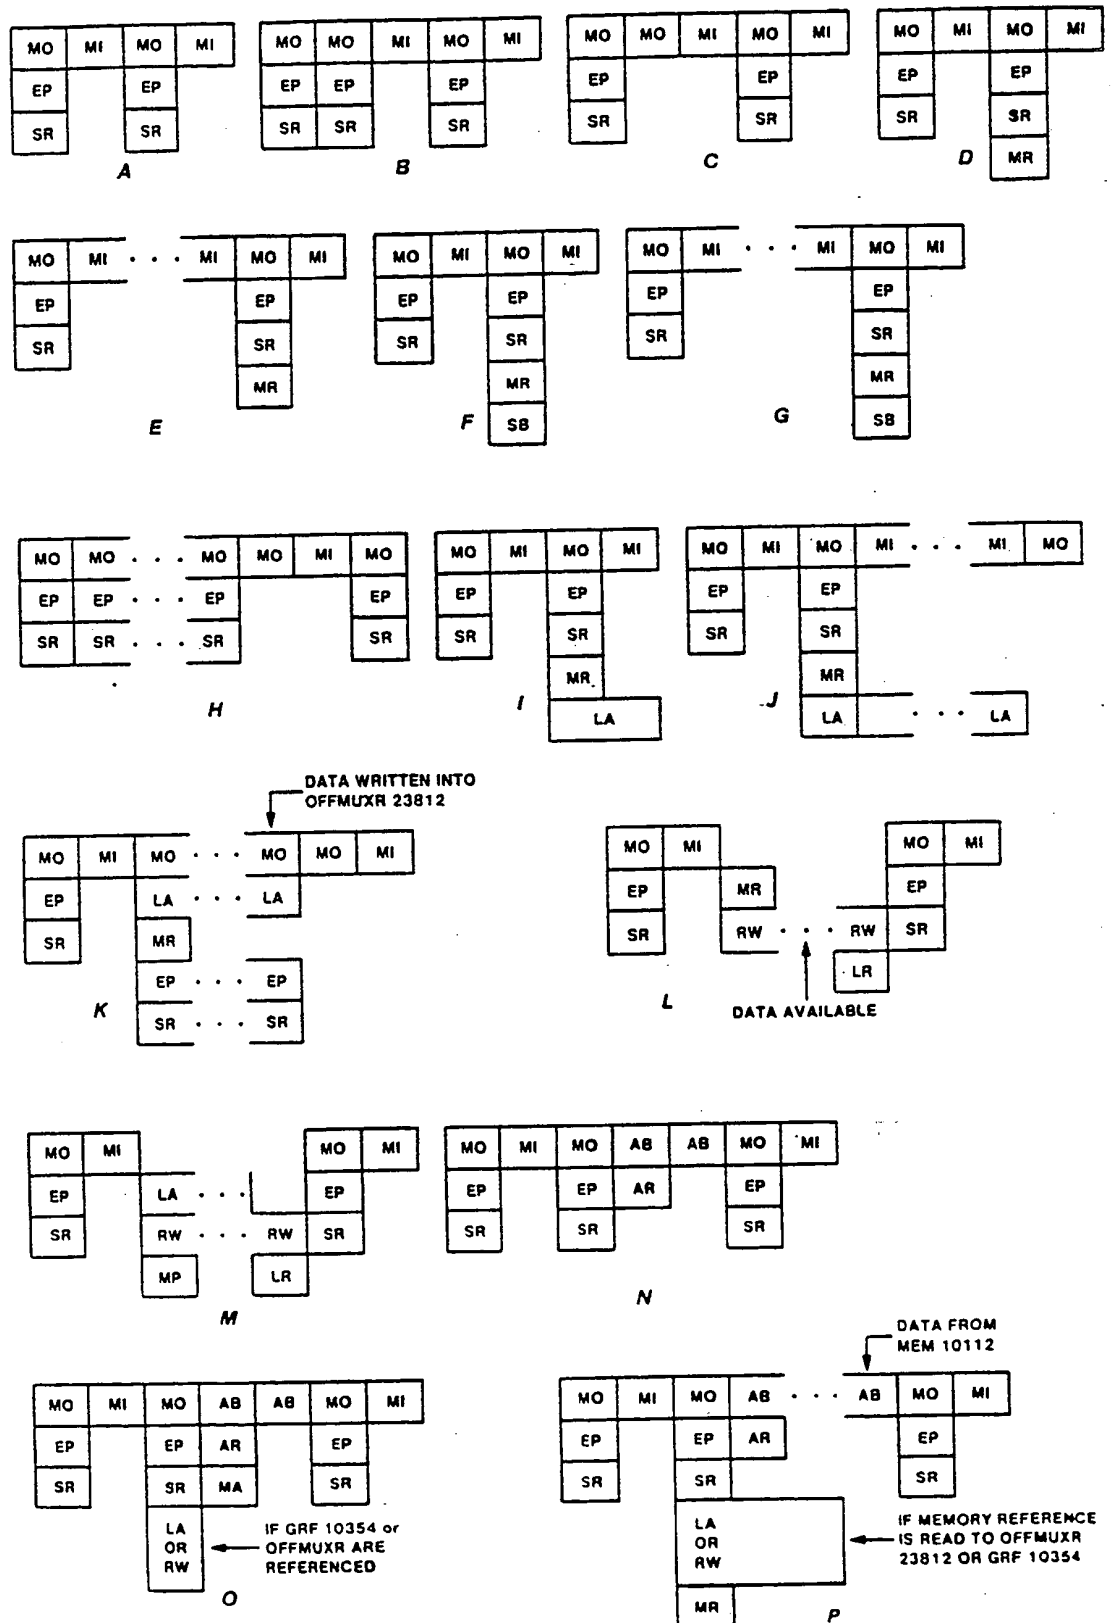 MO MI MO MI
EP EP
SR SR
A
MO MO MI MO MI
EP EP EP
SR SR SR
B
MO MO MI MO MI
EP EP
SR SR
C
MO MI MO MI
EP EP
SR SR
MR
D
MO MI . . . MI MO MI
EP EP
SR SR
MR
E
MO MI MO MI
EP EP
SR SR
MR
SB
F
MO MI . . . MI MO MI
EP EP
SR SR
MR
SB
G
MO MO . . . MO MO MI MO
EP EP . . . EP EP
SR SR . . . SR SR
H
MO MI MO MI
EP EP
SR SR
MR
LA
I
MO MI MO MI . . . MI MO
EP EP
SR SR
MR
LA . . . LA
J
DATA WRITTEN INTO
OFFMUXR 23812
MO MI MO . . . MO MO MI
EP LA . . . LA
SR MR
EP . . . EP
SR . . . SR
K
MO MI MO MI
EP MR EP
SR RW . . . RW SR
LR
L
DATA AVAILABLE
MO MI MO MI
EP LA . . . EP
SR RW . . . RW SR
MP LR
M
MO MI MO AB AB MO MI
EP EP AR EP
SR SR SR
N
MO MI MO AB AB MO MI
EP EP AR EP
SR SR MA SR
LA
OR
RW
IF GRF 10354 or
OFFMUXR ARE
REFERENCED
O
DATA FROM
MEM 10112
MO MI MO AB . . . AB MO MI
EP EP AR EP
SR SR SR
LA
OR
RW
IF MEMORY REFERENCE
IS READ TO OFFMUXR
23812 OR GRF 10354
MR
P